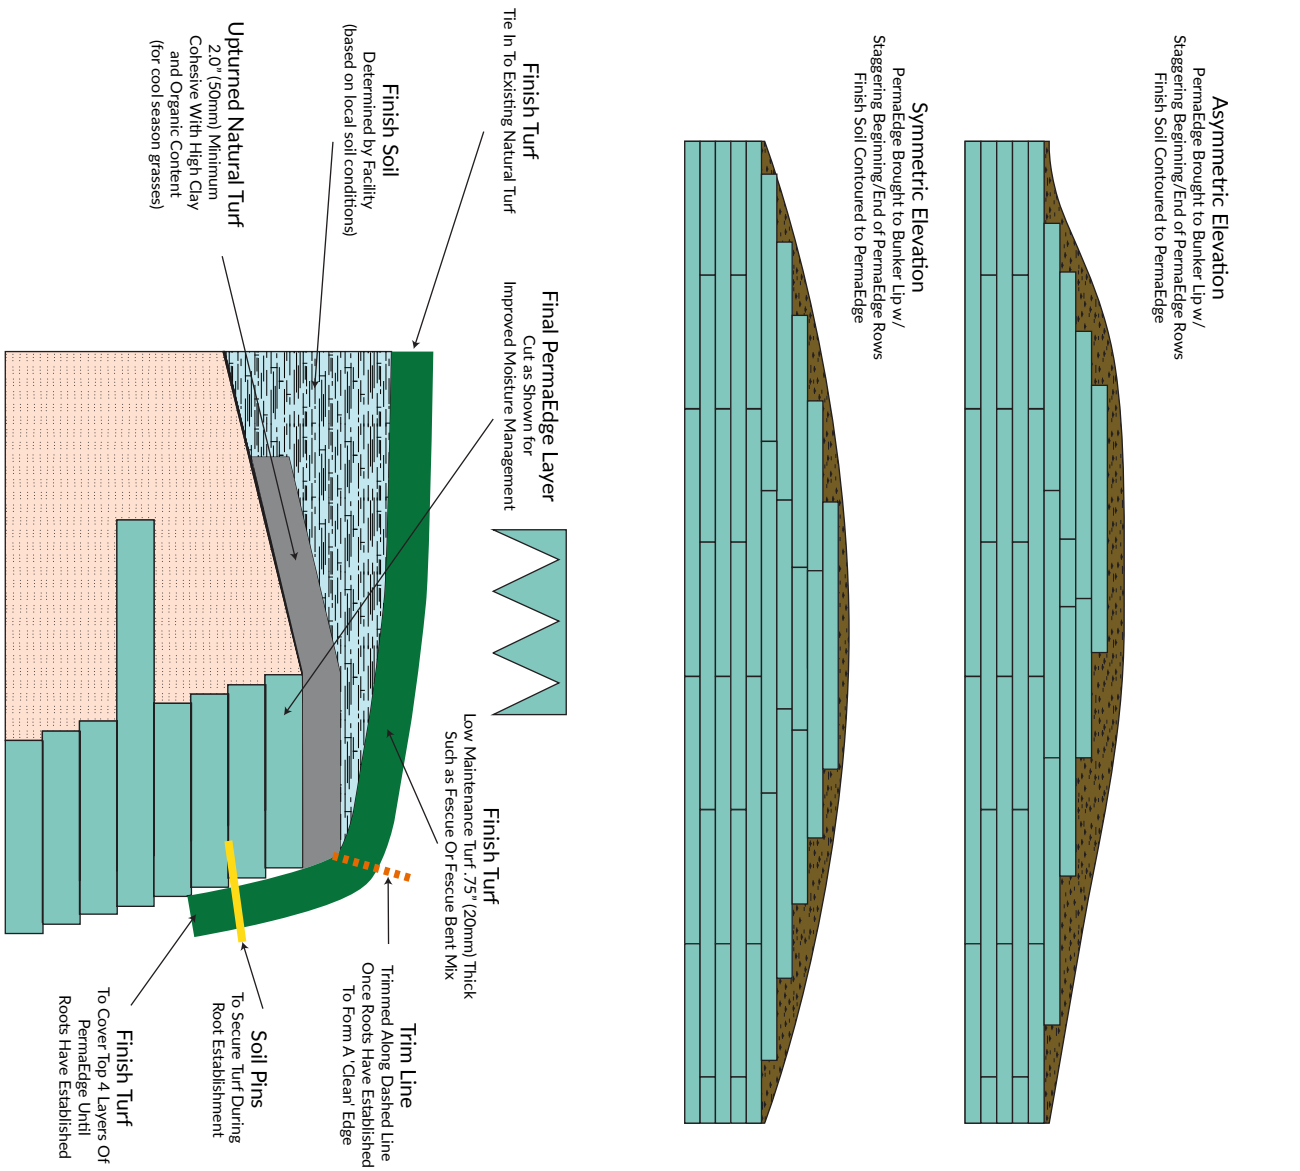 Asymmetric Elevation
PermaEdge Brought to Bunker Lip w/
Staggering Beginning/End of PermaEdge Rows
Finish Soil Contoured to PermaEdge
Symmetric Elevation
PermaEdge Brought to Bunker Lip w/
Staggering Beginning/End of PermaEdge Rows
Finish Soil Contoured to PermaEdge
Finish Turf
Tie In To Existing Natural Turf
Finish Soil
Determined by Facility
(based on local soil conditions)
Upturned Natural Turf
2.0” (50mm) Minimum
Cohesive With High Clay
and Organic Content
(for cool season grasses)
Final PermaEdge Layer
Cut as Shown for
Improved Moisture Management
Finish Turf
Low Maintenance Turf .75” (20mm) Thick
Such as Fescue Or Fescue Bent Mix
Trim Line
Trimmed Along Dashed Line
Once Roots Have Established
To Form A 'Clean' Edge
Soil Pins
To Secure Turf During
Root Establishment
Finish Turf
To Cover Top 4 Layers Of
PermaEdge Until
Roots Have Established